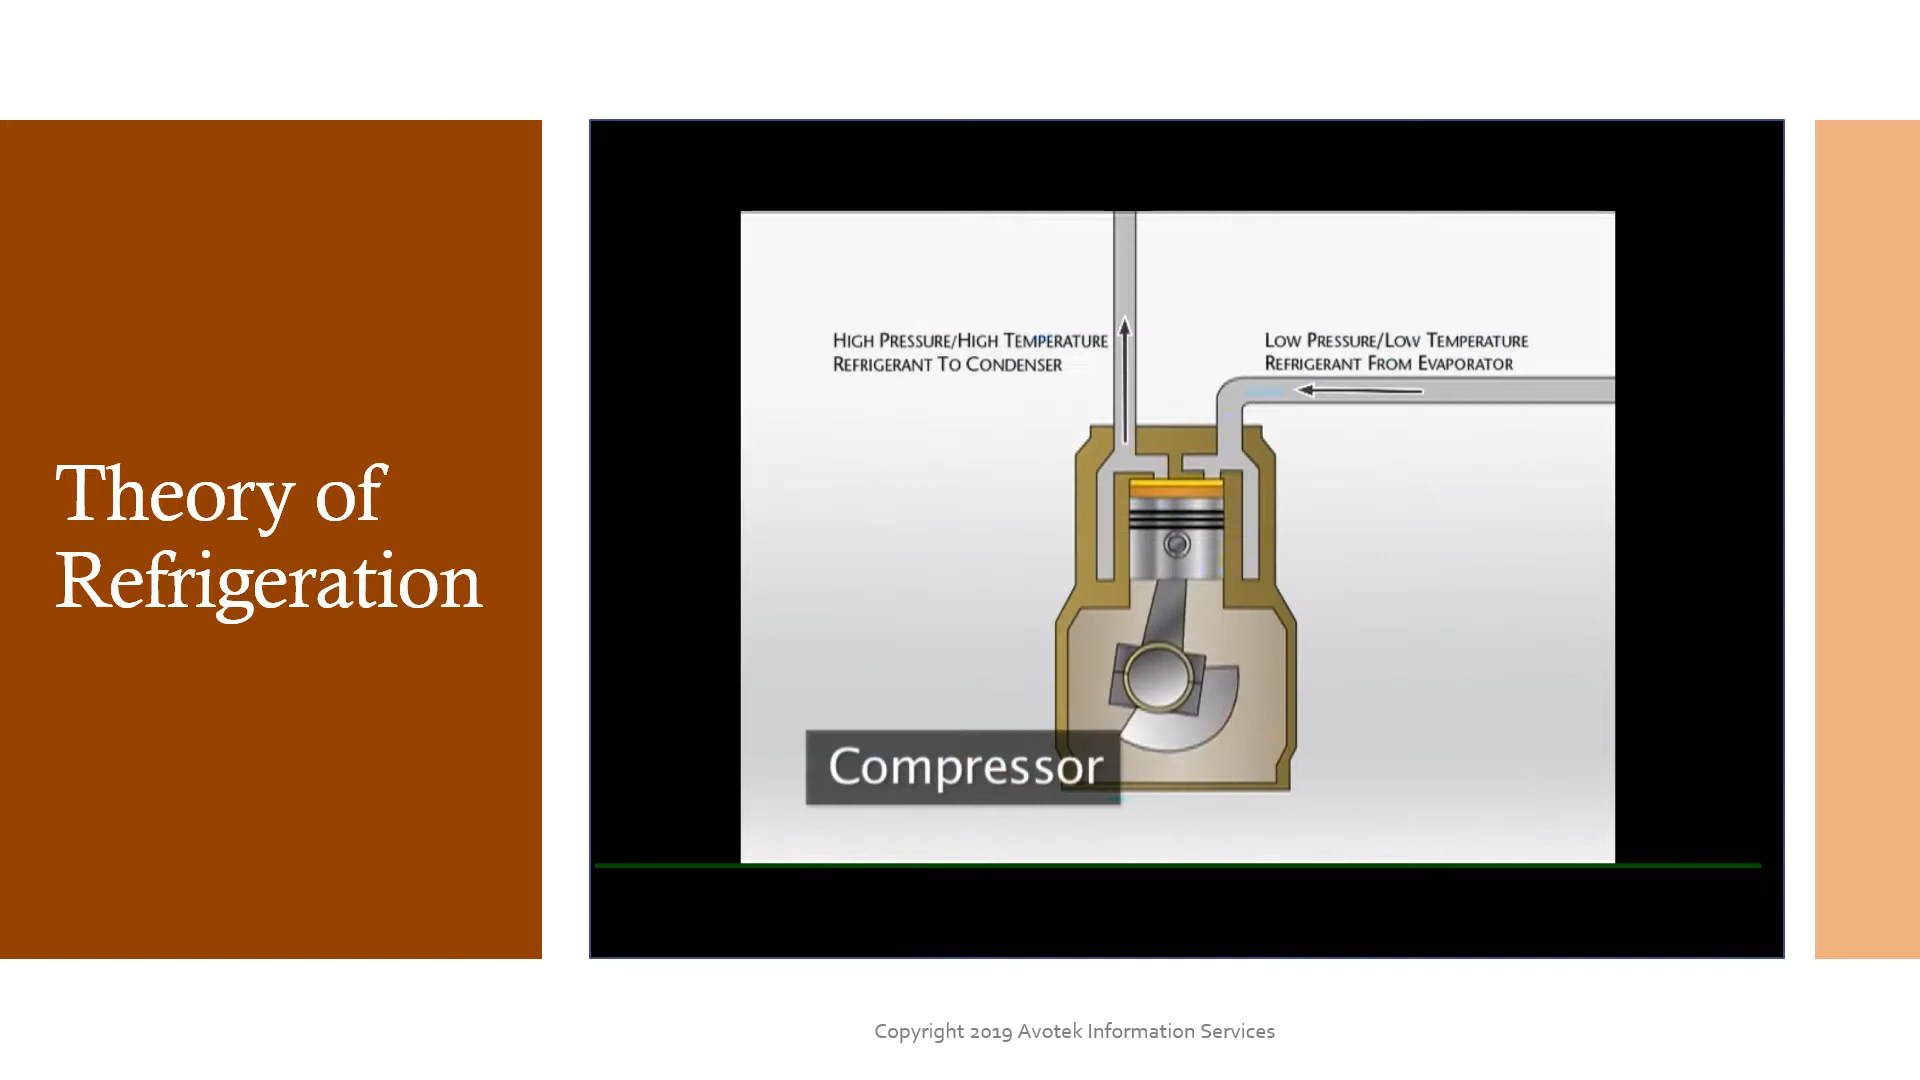 Theory of
Refrigeration
High Pressure/High Temperature
Refrigerant To Condenser
Low Pressure/Low Temperature
Refrigerant From Evaporator
Compressor
Copyright 2019 Avotek Information Services